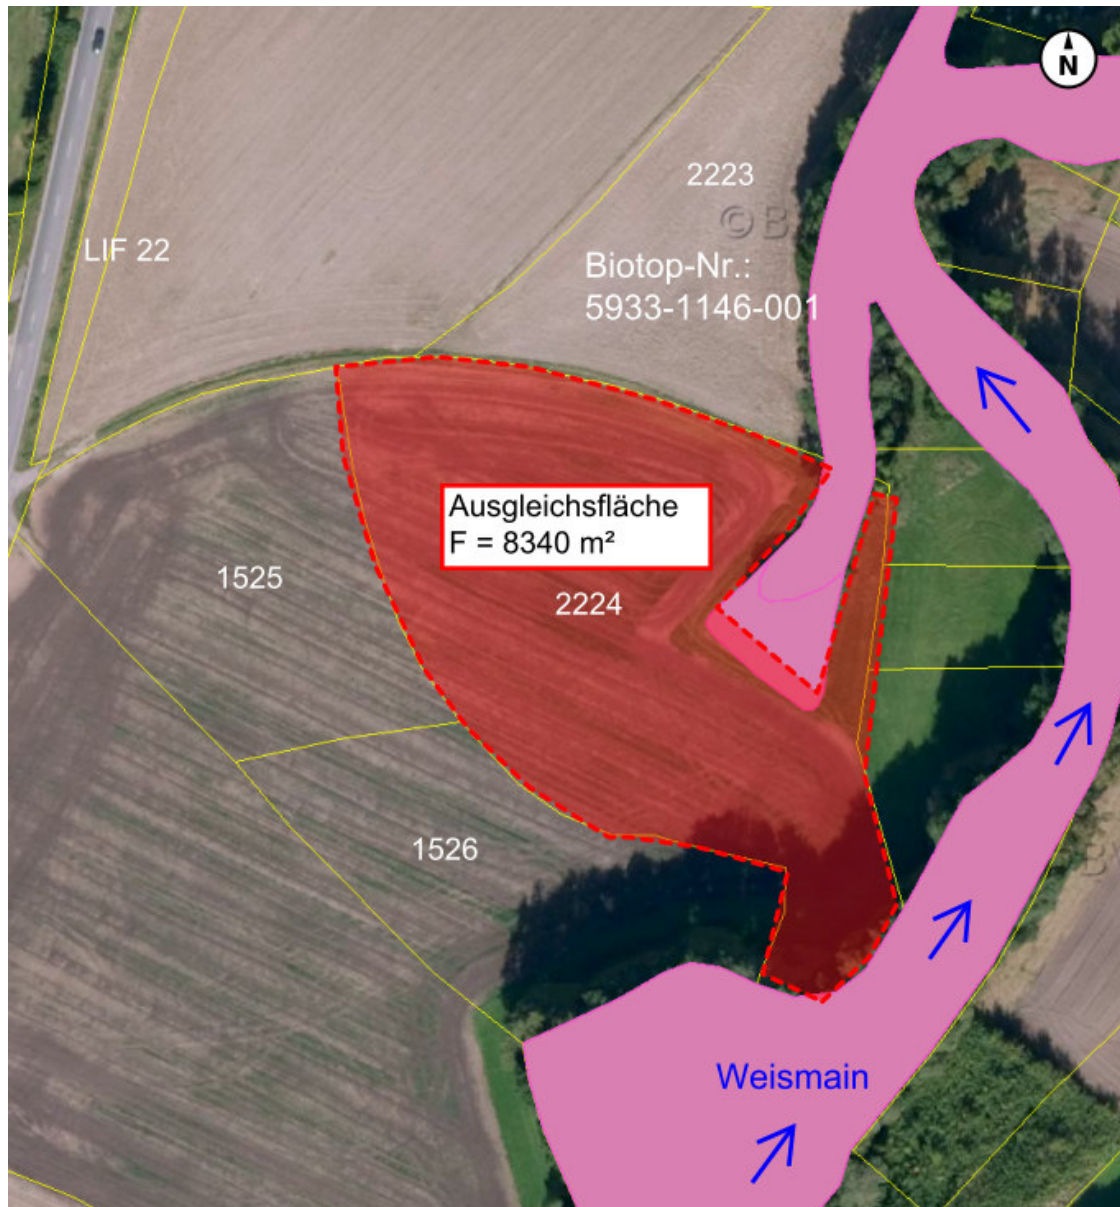 N
2223
© B
LIF 22
Biotop-Nr.:
5933-1146-001
Ausgleichsfläche
F = 8340 m²
1525
2224
1526
B
Weismain